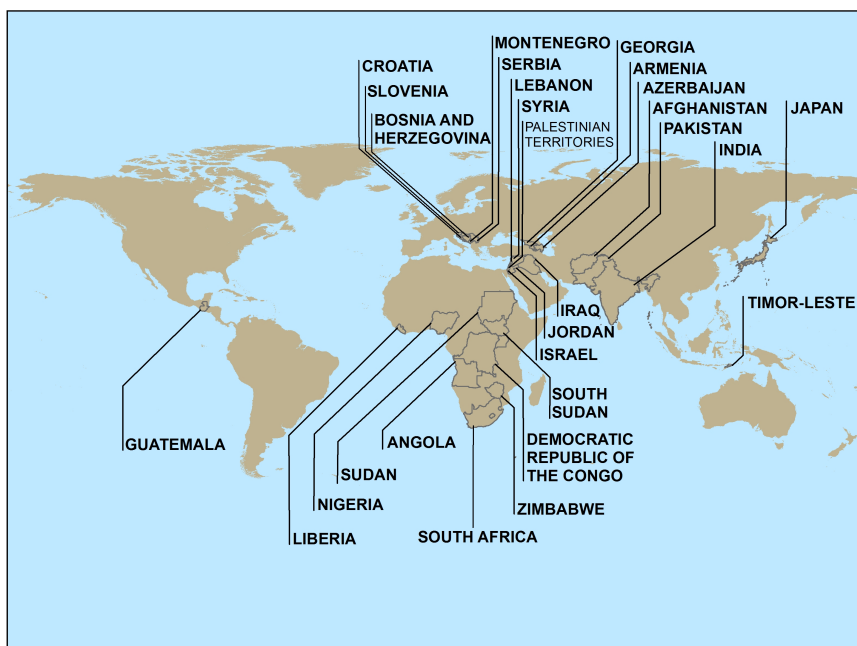 MONTENEGRO
GEORGIA
CROATIA
SERBIA
ARMENIA
SLOVENIA
LEBANON
AZERBAIJAN
BOSNIA AND
HERZEGOVINA
SYRIA
AFGHANISTAN
JAPAN
PALESTINIAN
TERRITORIES
PAKISTAN
INDIA
IRAQ
TIMOR-LESTE
JORDAN
ISRAEL
SOUTH
SUDAN
GUATEMALA
ANGOLA
DEMOCRATIC
REPUBLIC OF
THE CONGO
SUDAN
NIGERIA
ZIMBABWE
LIBERIA
SOUTH AFRICA